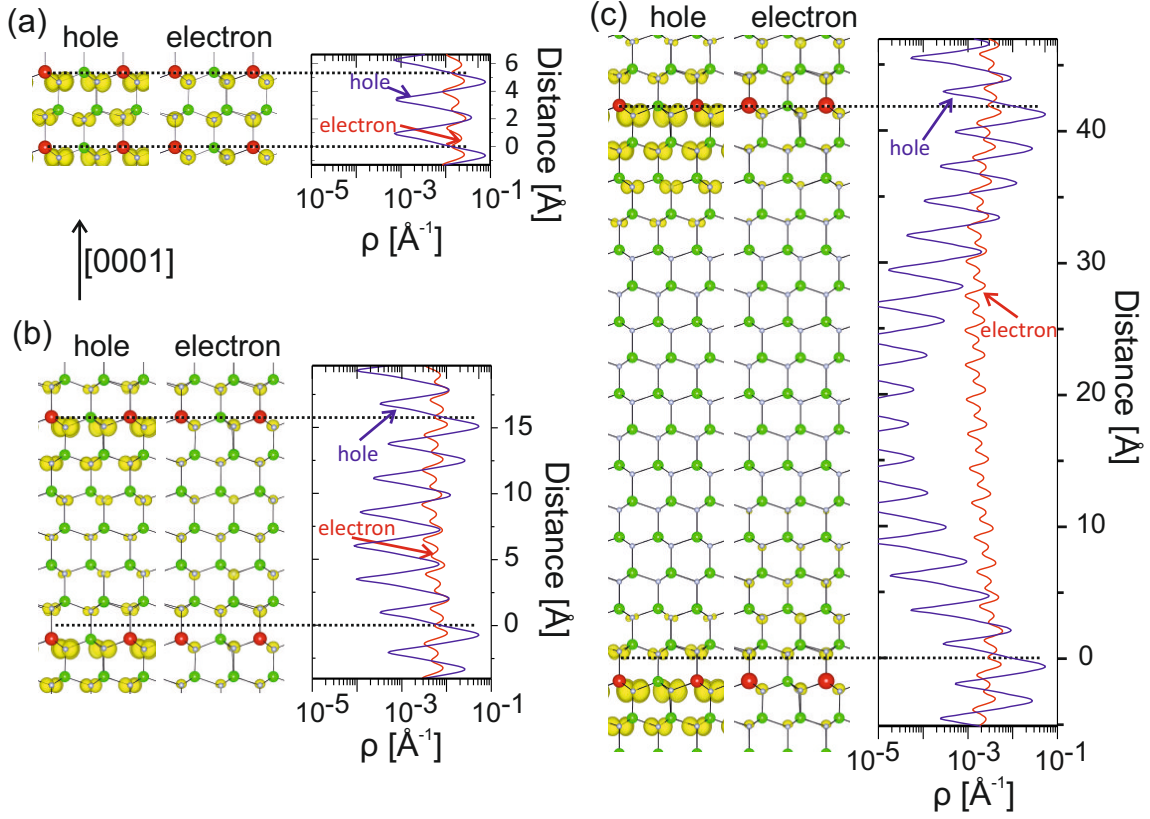 (a)
hole electron
hole
electron
6
4
2
0
Distance [Å]
10-5 10-3 10-1
ρ [Å-1]
[0001]
(b)
hole electron
hole
electron
15
10
5
0
Distance [Å]
10-5 10-3 10-1
ρ [Å-1]
(c)
hole electron
hole
electron
40
30
20
10
0
Distance [Å]
10-5 10-3 10-1
ρ [Å-1]